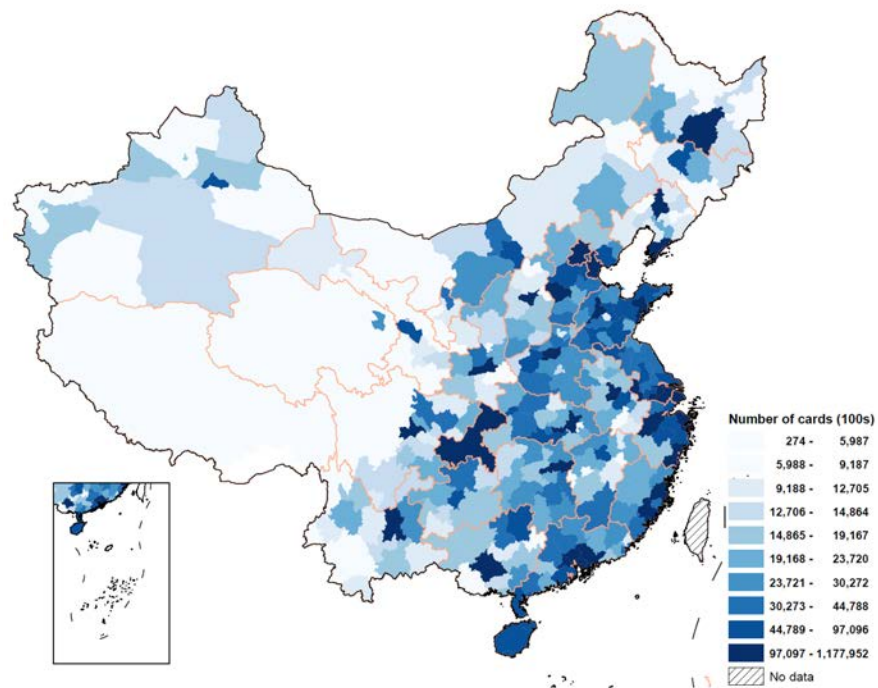 Number of cards (100s)
274 - 5,987
5,988 - 9,187
9,188 - 12,705
12,706 - 14,864
14,865 - 19,167
19,168 - 23,720
23,721 - 30,272
30,273 - 44,788
44,789 - 97,096
97,097 - 1,177,952
No data